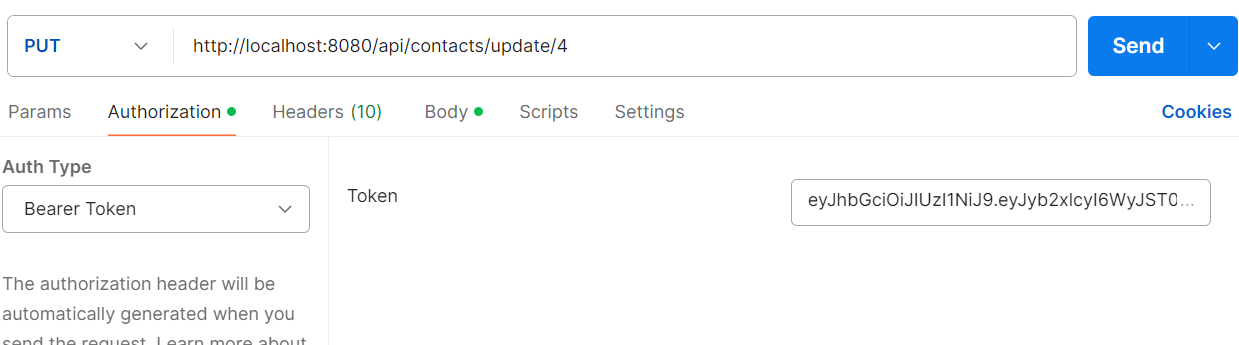 PUT http://localhost:8080/api/contacts/update/4 Send
Params Authorization Headers (10) Body Scripts Settings Cookies
Auth Type
Bearer Token
Token eyJhbGciOiJIUzI1NiJ9.eyJyb2xlcyI6WyJST0...
The authorization header will be
automatically generated when you
send the request. Learn more about